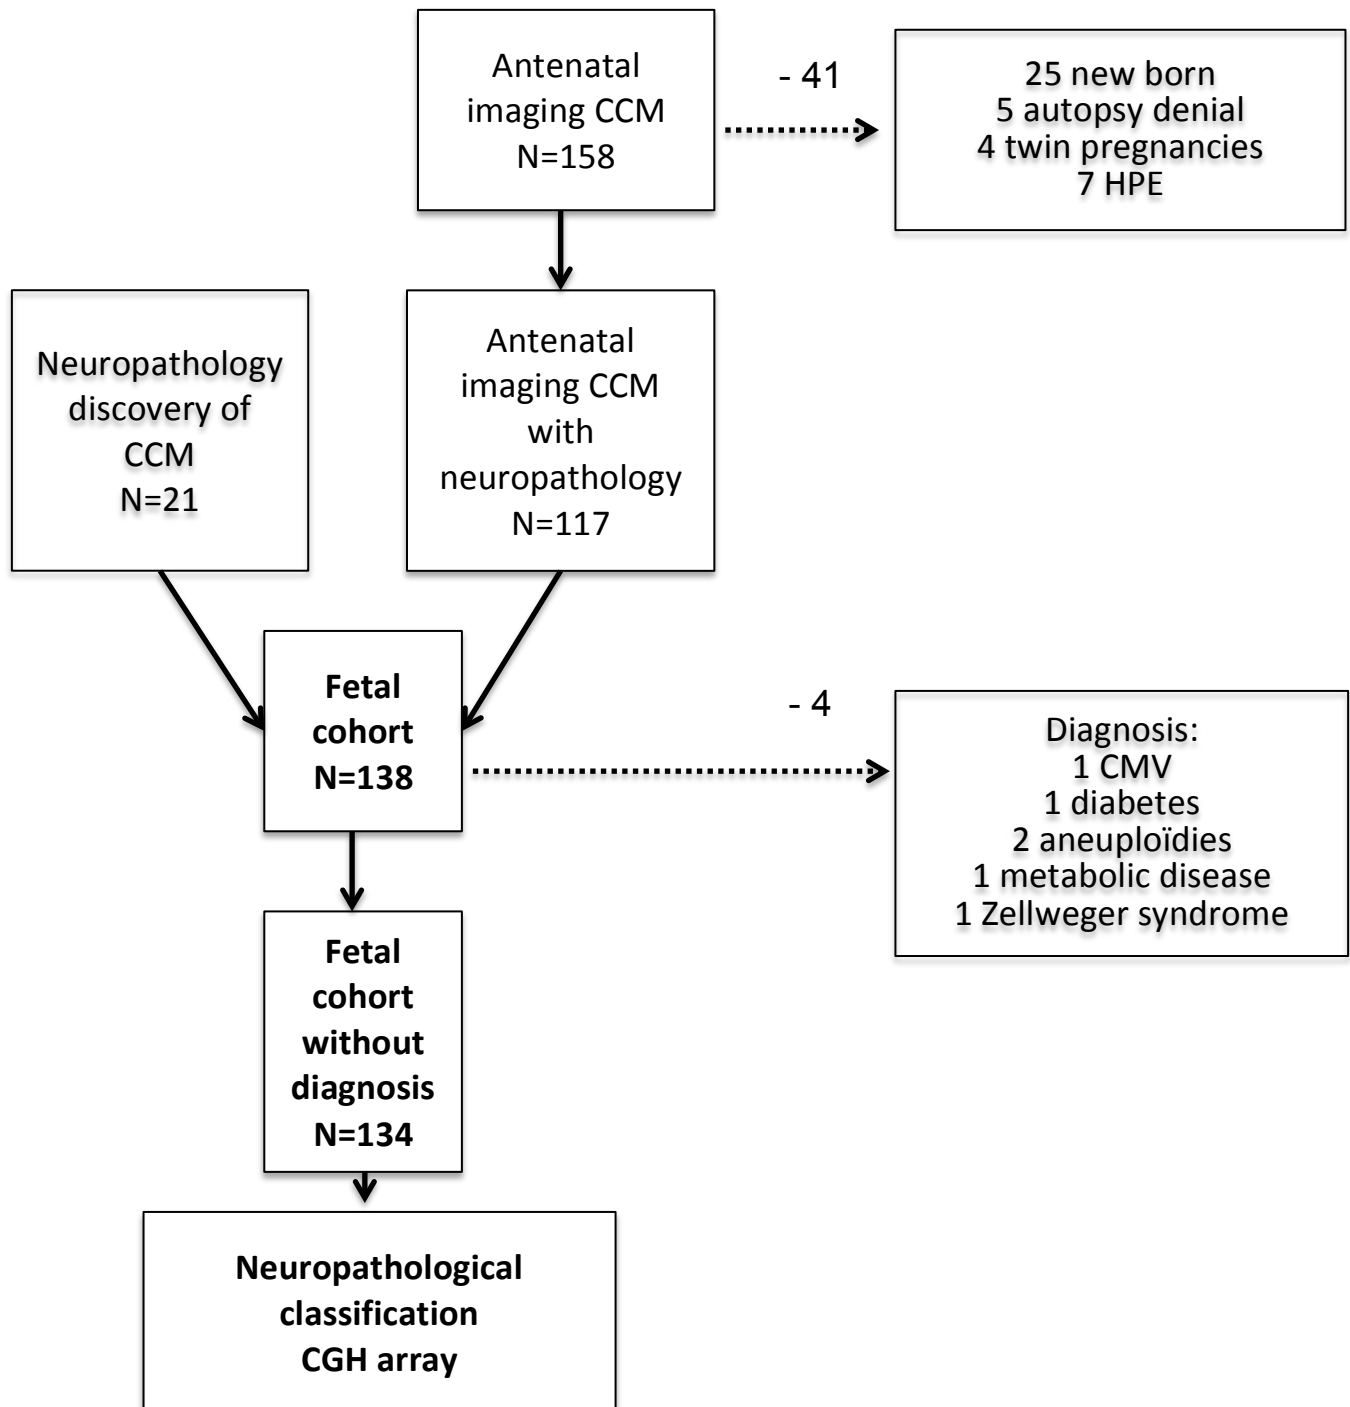 Antenatal
imaging CCM
N=158
- 41
25 new born
5 autopsy denial
4 twin pregnancies
7 HPE
Neuropathology
discovery of
CCM
N=21
Antenatal
imaging CCM
with
neuropathology
N=117
Fetal
cohort
N=138
- 4
Diagnosis:
1 CMV
1 diabetes
2 aneuploïdies
1 metabolic disease
1 Zellweger syndrome
Fetal
cohort
without
diagnosis
N=134
Neuropathological
classification
CGH array